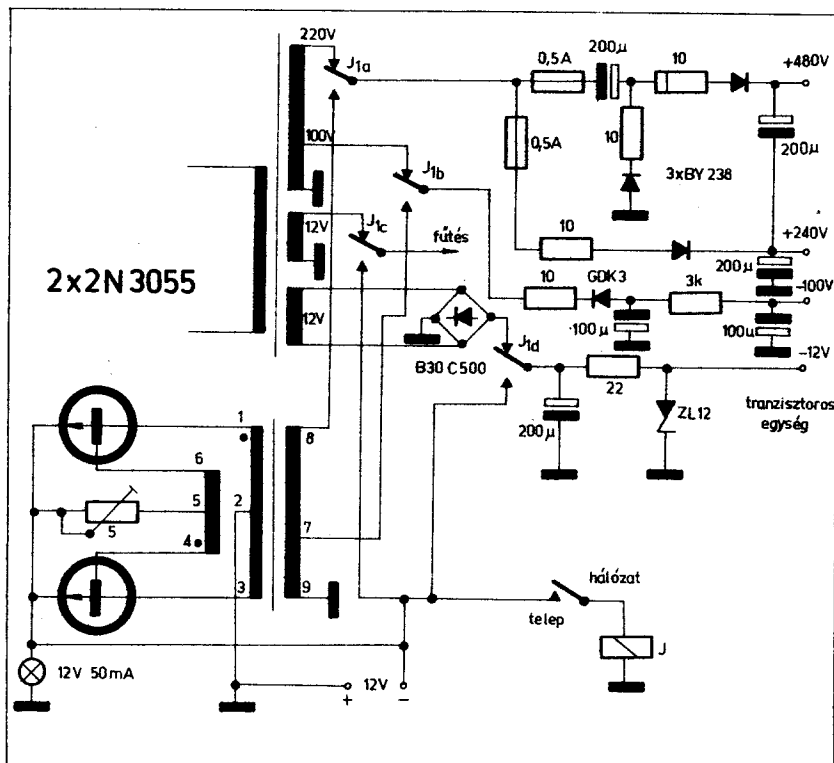 220V
J1a
0,5A
200µ
10
+480V
100V
J1b
0,5A
10
200µ
3xBY 238
12V
J1c
fűtés
10
+240V
2x2N 3055
200µ
10
GDK3
3k
-100V
12V
100µ
100µ
B30 C500
J1d
-12V
22
ZL12
tranzisztoros
egység
200µ
1
8
6
5
2
5
4
7
3
9
hálózat
telep
J
12V 50mA
+
12V
-